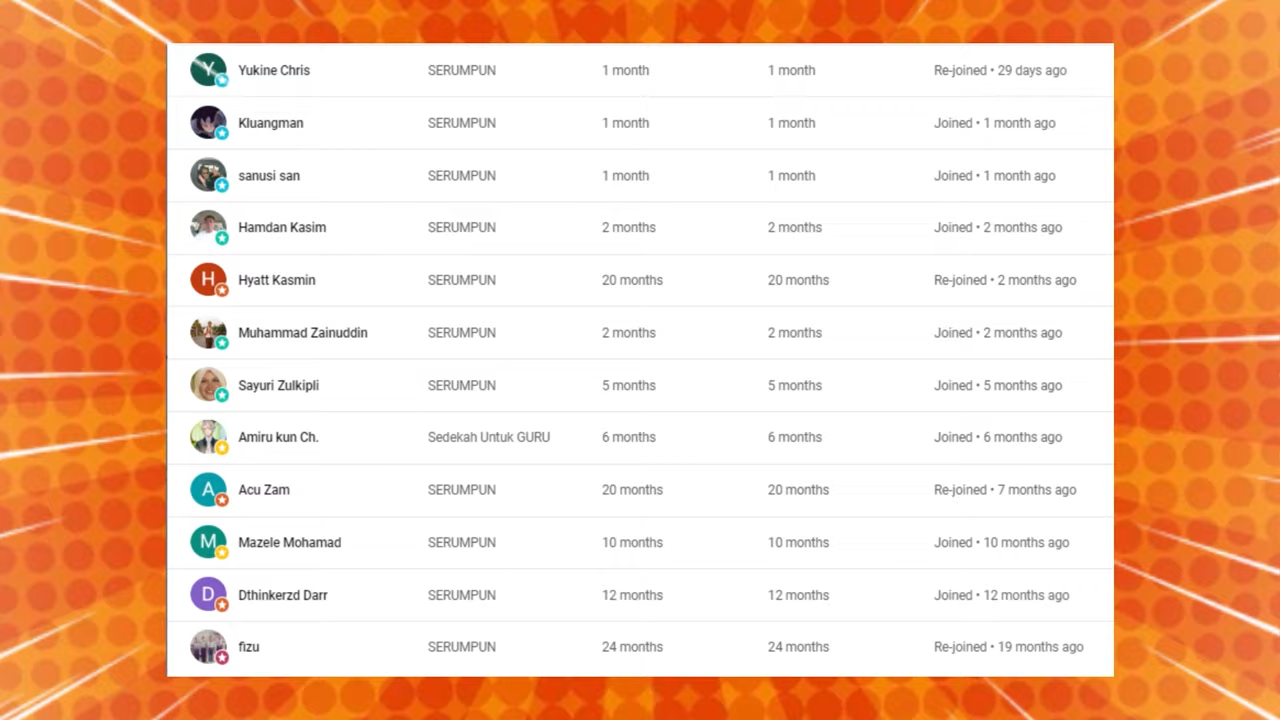 Y Yukine Chris SERUMPUN 1 month 1 month Re-joined • 29 days ago
Kluangman SERUMPUN 1 month 1 month Joined • 1 month ago
sanusi san SERUMPUN 1 month 1 month Joined • 1 month ago
Hamdan Kasim SERUMPUN 2 months 2 months Joined • 2 months ago
H Hyatt Kasmin SERUMPUN 20 months 20 months Re-joined • 2 months ago
Muhammad Zainuddin SERUMPUN 2 months 2 months Joined • 2 months ago
Sayuri Zulkipli SERUMPUN 5 months 5 months Joined • 5 months ago
Amiru kun Ch. Sedekah Untuk GURU 6 months 6 months Joined • 6 months ago
A Acu Zam SERUMPUN 20 months 20 months Re-joined • 7 months ago
M Mazele Mohamad SERUMPUN 10 months 10 months Joined • 10 months ago
D Dthinkerzd Darr SERUMPUN 12 months 12 months Joined • 12 months ago
fizu SERUMPUN 24 months 24 months Re-joined • 19 months ago